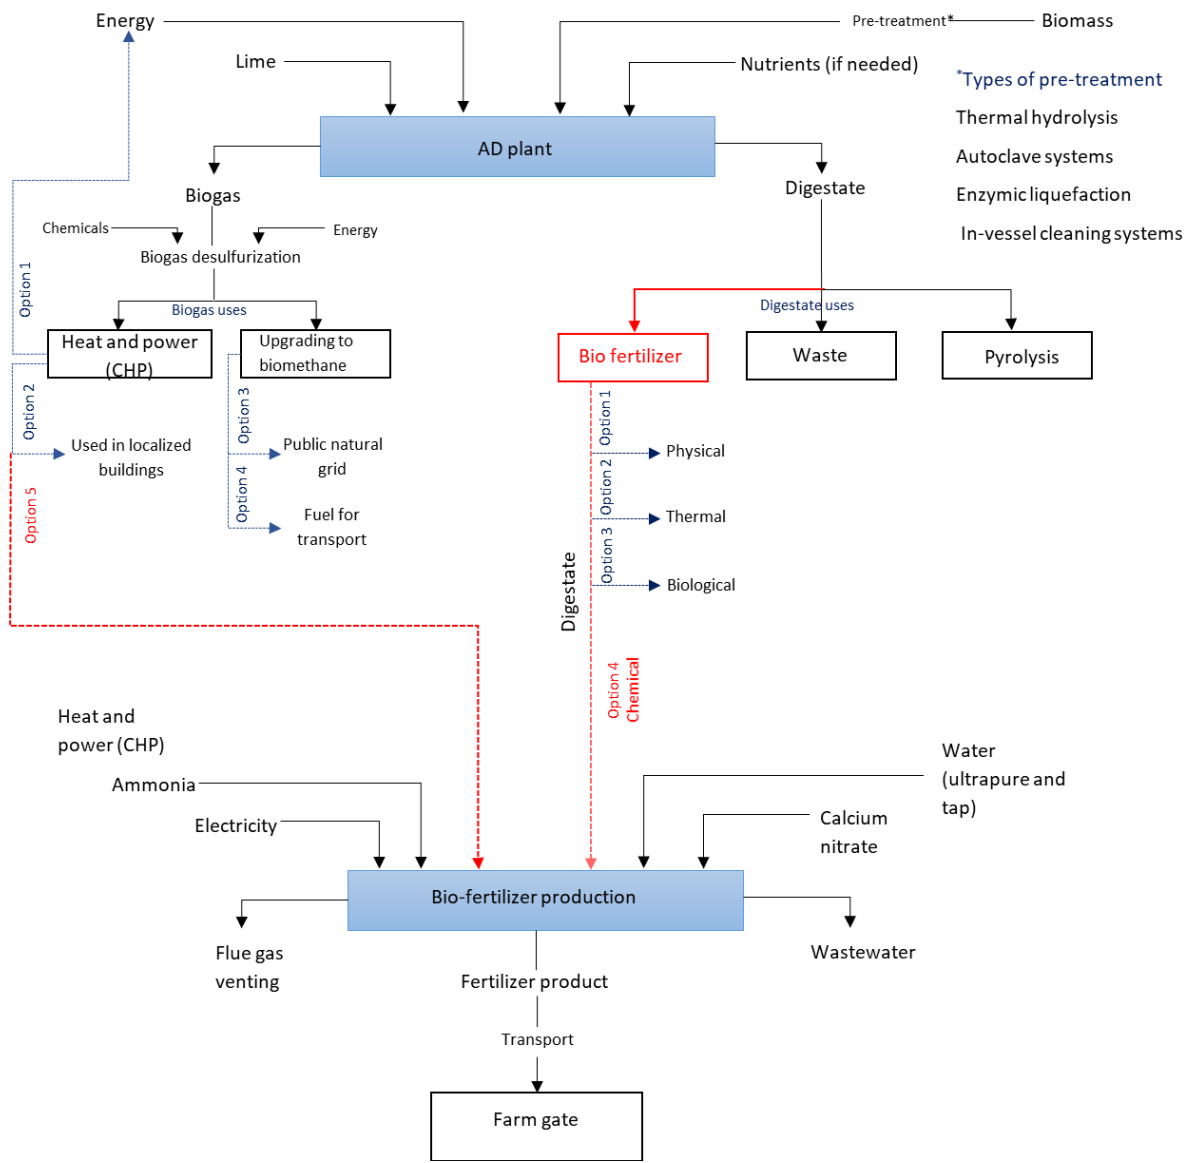 Energy
Pre-treatment*
Biomass
Lime
Nutrients (if needed)
*Types of pre-treatment
Thermal hydrolysis
Autoclave systems
Enzymic liquefaction
In-vessel cleaning systems
AD plant
Biogas
Digestate
Chemicals
Energy
Biogas desulfurization
Option 1
Biogas uses
Digestate uses
Heat and power
(CHP)
Upgrading to
biomethane
Bio fertilizer
Waste
Pyrolysis
Option 2
Option 3
Option 1
Used in localized
buildings
Public natural
grid
Physical
Option 4
Option 2
Option 5
Fuel for
transport
Thermal
Option 3
Biological
Digestate
Option 4
Chemical
Heat and
power (CHP)
Water
(ultrapure and
tap)
Ammonia
Electricity
Calcium
nitrate
Bio-fertilizer production
Flue gas
venting
Wastewater
Fertilizer product
Transport
Farm gate